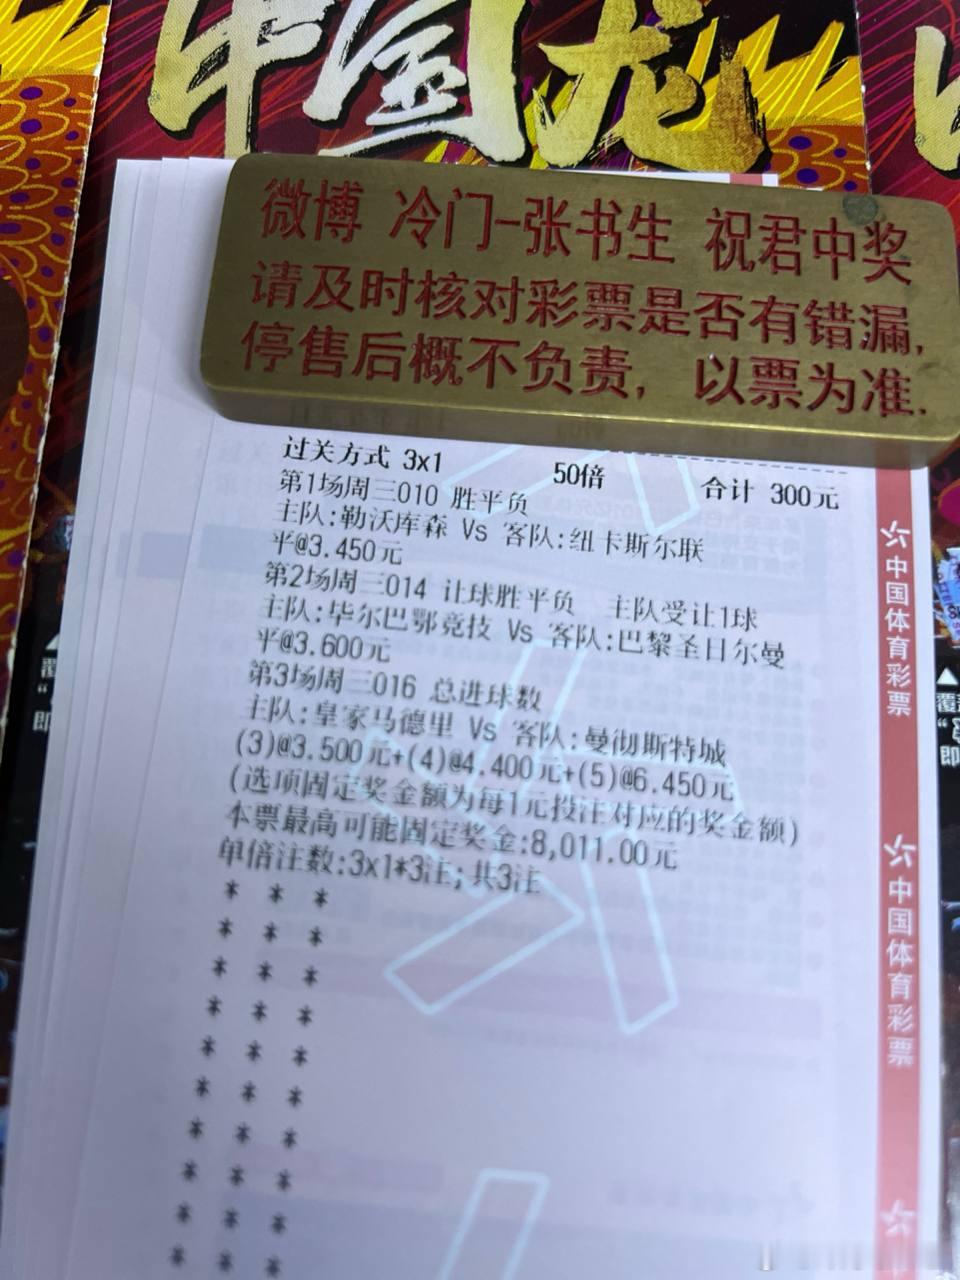 中国龙
微博 冷门-张书生 祝君中奖
请及时核对彩票是否有错漏,
停售后概不负责, 以票为准.
过关方式 3x1 50倍 合计 300元
第1场周三010 胜平负
主队:勒沃库森 Vs 客队:纽卡斯尔联
平@3.450元
第2场周三014 让球胜平负 主队受让1球
主队:毕尔巴鄂竞技 Vs 客队:巴黎圣日尔曼
平@3.600元
第3场周三016 总进球数
主队:皇家马德里 Vs 客队:曼彻斯特城
(3)@3.500元+(4)@4.400元+(5)@6.450元
(选项固定奖金额为每1元投注对应的奖金额)
本票最高可能固定奖金:8,011.00元
单倍注数:3x1*3注;共3注
* * *
* * *
* * *
* * *
* * *
* * *
* * *
* * *
* * *
* * *
中国体育彩票
中国体育彩票